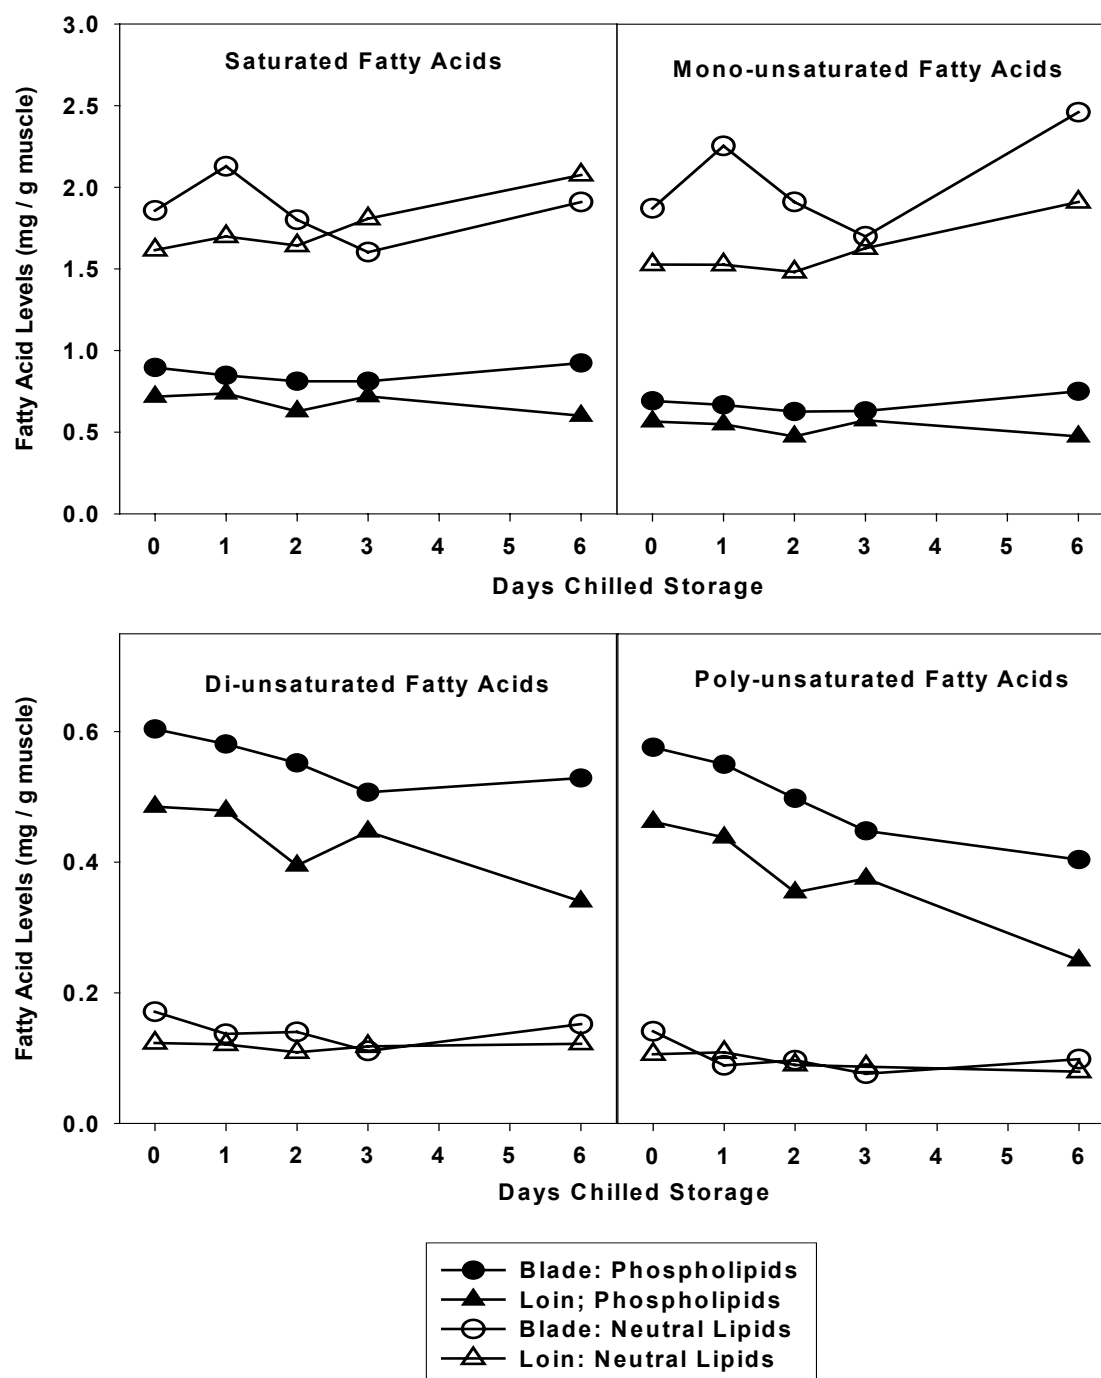 3.0
2.5
2.0
1.5
1.0
0.5
0.0
Fatty Acid Levels (mg / g muscle)
Saturated Fatty Acids
Mono-unsaturated Fatty Acids
0 1 2 3 4 5 6 0 1 2 3 4 5 6
Days Chilled Storage
0.6
0.4
0.2
0.0
Fatty Acid Levels (mg / g muscle)
Di-unsaturated Fatty Acids
Poly-unsaturated Fatty Acids
0 1 2 3 4 5 6 0 1 2 3 4 5 6
Days Chilled Storage
Blade: Phospholipids
Loin; Phospholipids
Blade: Neutral Lipids
Loin: Neutral Lipids